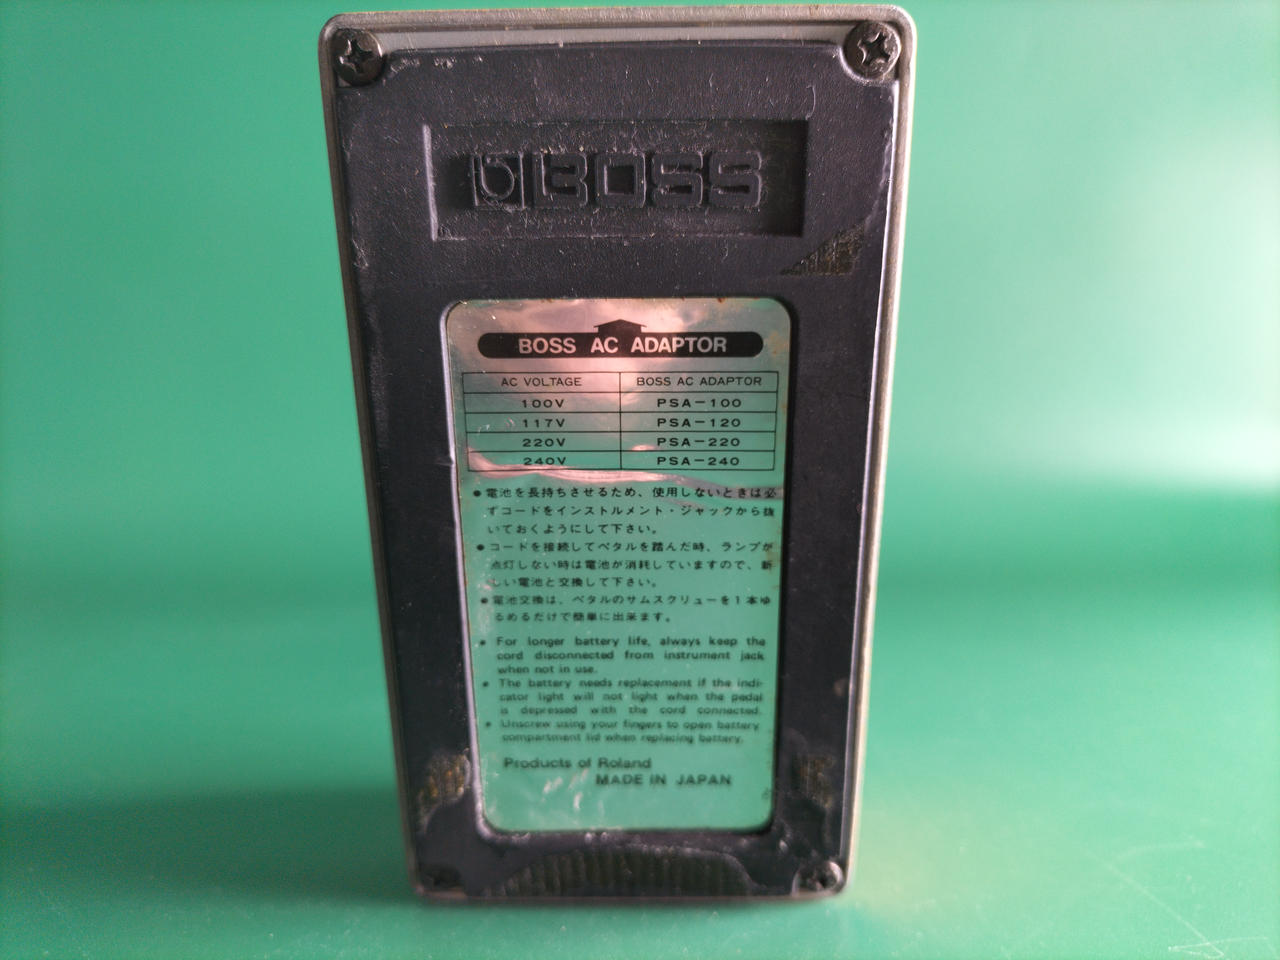 BOSS
BOSS AC ADAPTOR
AC VOLTAGE BOSS AC ADAPTOR
100V PSA-100
117V PSA-120
220V PSA-220
240V PSA-240
●電池を長持ちさせるため、使用しないときは必
ずコードをインストルメント・ジャックから抜
いておくようにして下さい。
●コードを接続してペタルを踏んだ時、ランプが
点灯しない時は電池が消耗していますので、新
しい電池と交換して下さい。
●電池交換は、ペタルのサムスクリューを1本ゆ
るめるだけで簡単に出来ます。
● For longer battery life, always keep the
cord disconnected from instrument jack
when not in use.
● The battery needs replacement if the indi-
cator light will not light when the pedal
is depressed with the cord connected.
● Unscrew using your fingers to open battery
compartment lid when replacing battery.
Products of Roland
MADE IN JAPAN